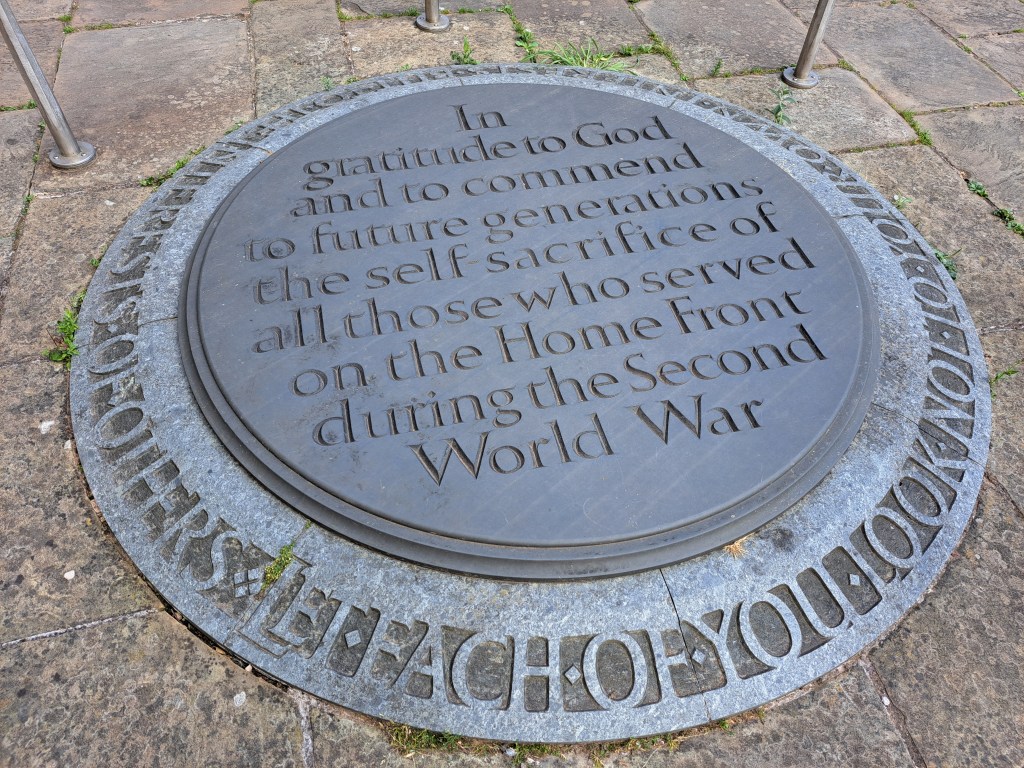 In
gratitude to God
and to commend
to future generations
the self sacrifice of
all those who served
on the Home Front
during the Second
World War
LET EACH OF YOU LOOK NOT ONLY TO
INTERESTS OF OTHERS